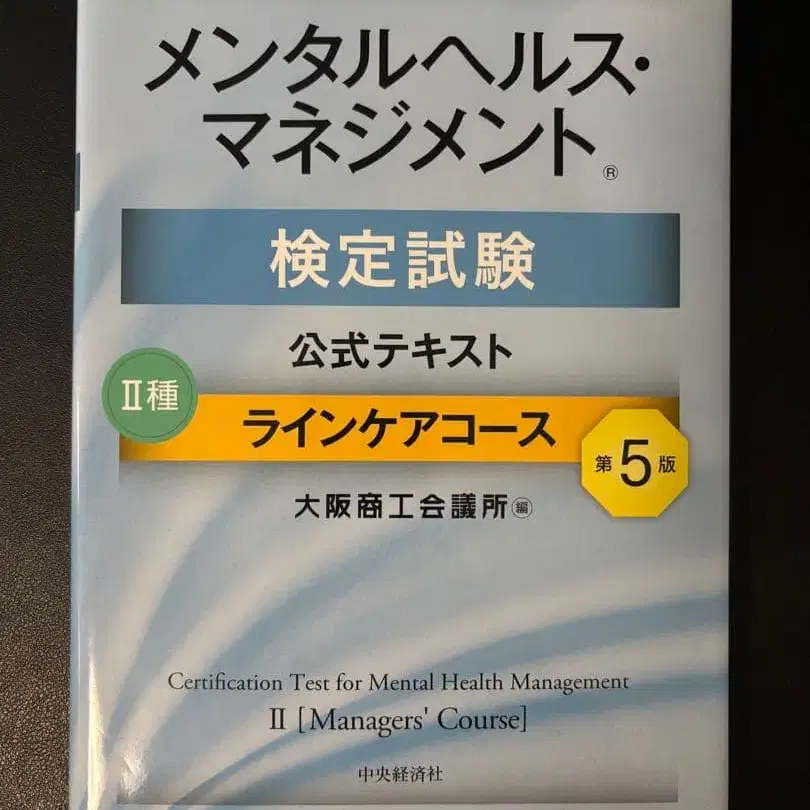 メンタルヘルス・
マネジメント®
検定試験
公式テキスト
Ⅱ種
ラインケアコース
第5版
大阪商工会議所 編
Certification Test for Mental Health Management
Ⅱ [Managers' Course]
中央経済社